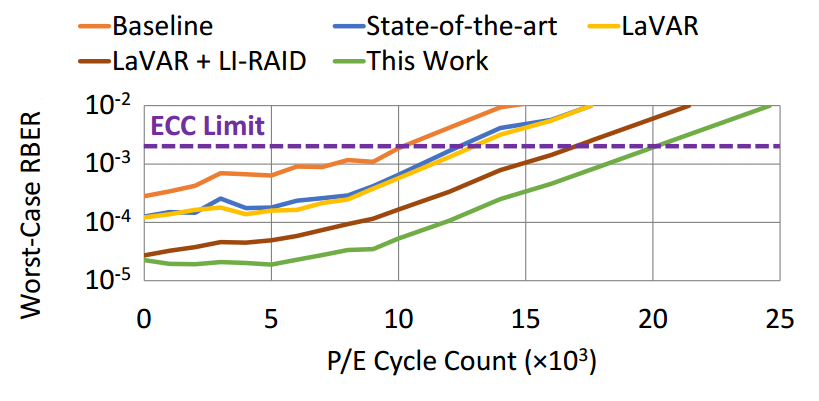 Baseline State-of-the-art LaVAR
LaVAR + LI-RAID This Work
Worst-Case RBER
10-2
ECC Limit
10-3
10-4
10-5
0 5 10 15 20 25
P/E Cycle Count (×10³)